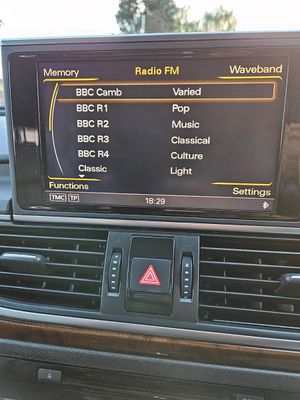 Memory Radio FM Waveband
BBC Camb Varied
BBC R1 Pop
BBC R2 Music
BBC R3 Classical
BBC R4 Culture
Classic Light
Functions Settings
TMC TP 18:29